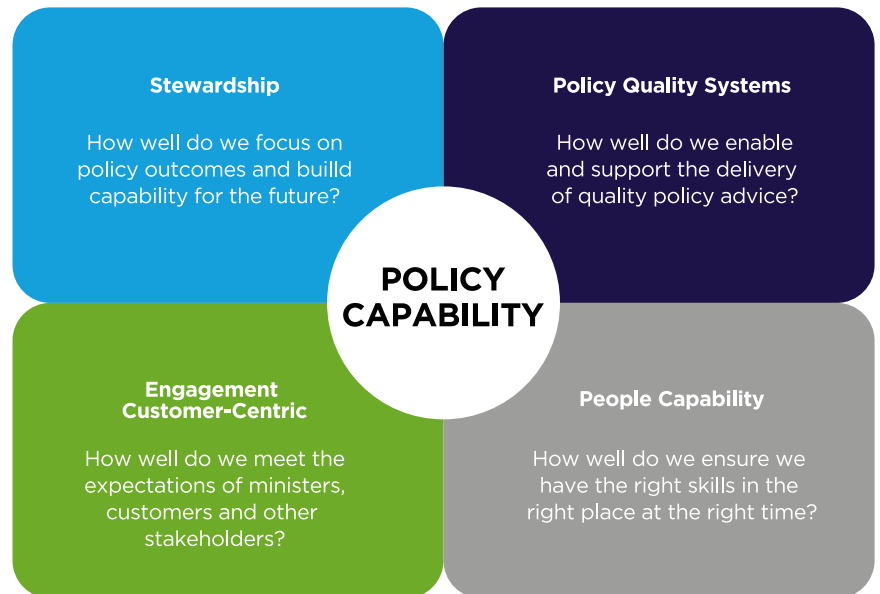 Stewardship
How well do we focus on
policy outcomes and builld
capability for the future?
Policy Quality Systems
How well do we enable
and support the delivery
of quality policy advice?
POLICY
CAPABILITY
Engagement
Customer-Centric
How well do we meet the
expectations of ministers,
customers and other
stakeholders?
People Capability
How well do we ensure we
have the right skills in the
right place at the right time?